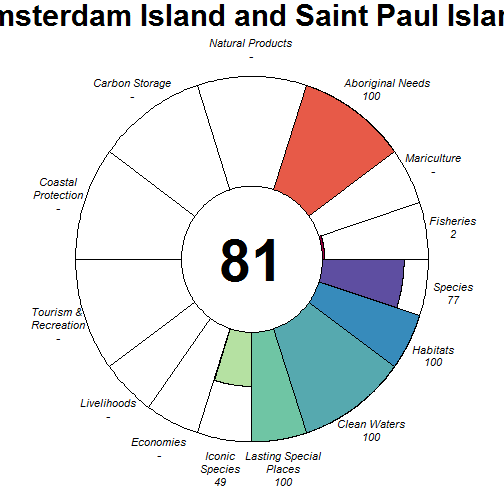 msterdam Island and Saint Paul Islan
Natural Products
-
Carbon Storage
-
Aboriginal Needs
100
Mariculture
-
Coastal
Protection
-
Fisheries
2
81
Species
77
Tourism &
Recreation
-
Habitats
100
Livelihoods
-
Clean Waters
100
Economies
-
Iconic
Species
49
Lasting Special
Places
100